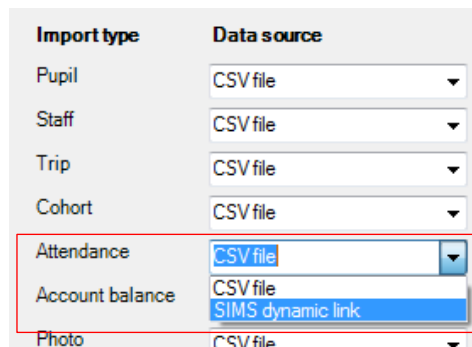 Import type Data source
Pupil CSV file
Staff CSV file
Trip CSV file
Cohort CSV file
Attendance CSV file
CSV file
Account balance
SIMS dynamic link
Photo CSV file